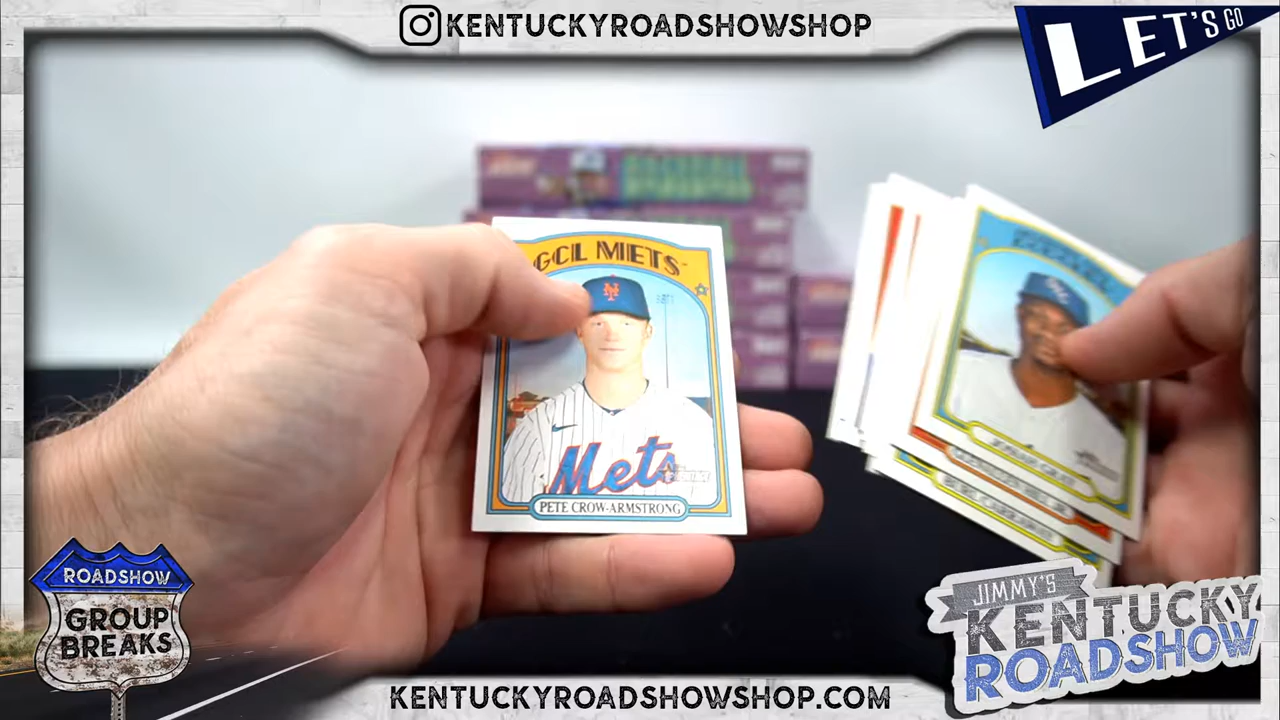 KENTUCKYROADSHOWSHOP
LET'S GO
GCL METS
Mets
PETE CROW-ARMSTRONG
ROADSHOW
GROUP
BREAKS
JIMMY'S
KENTUCKY
ROADSHOW
KENTUCKYROADSHOWSHOP.COM